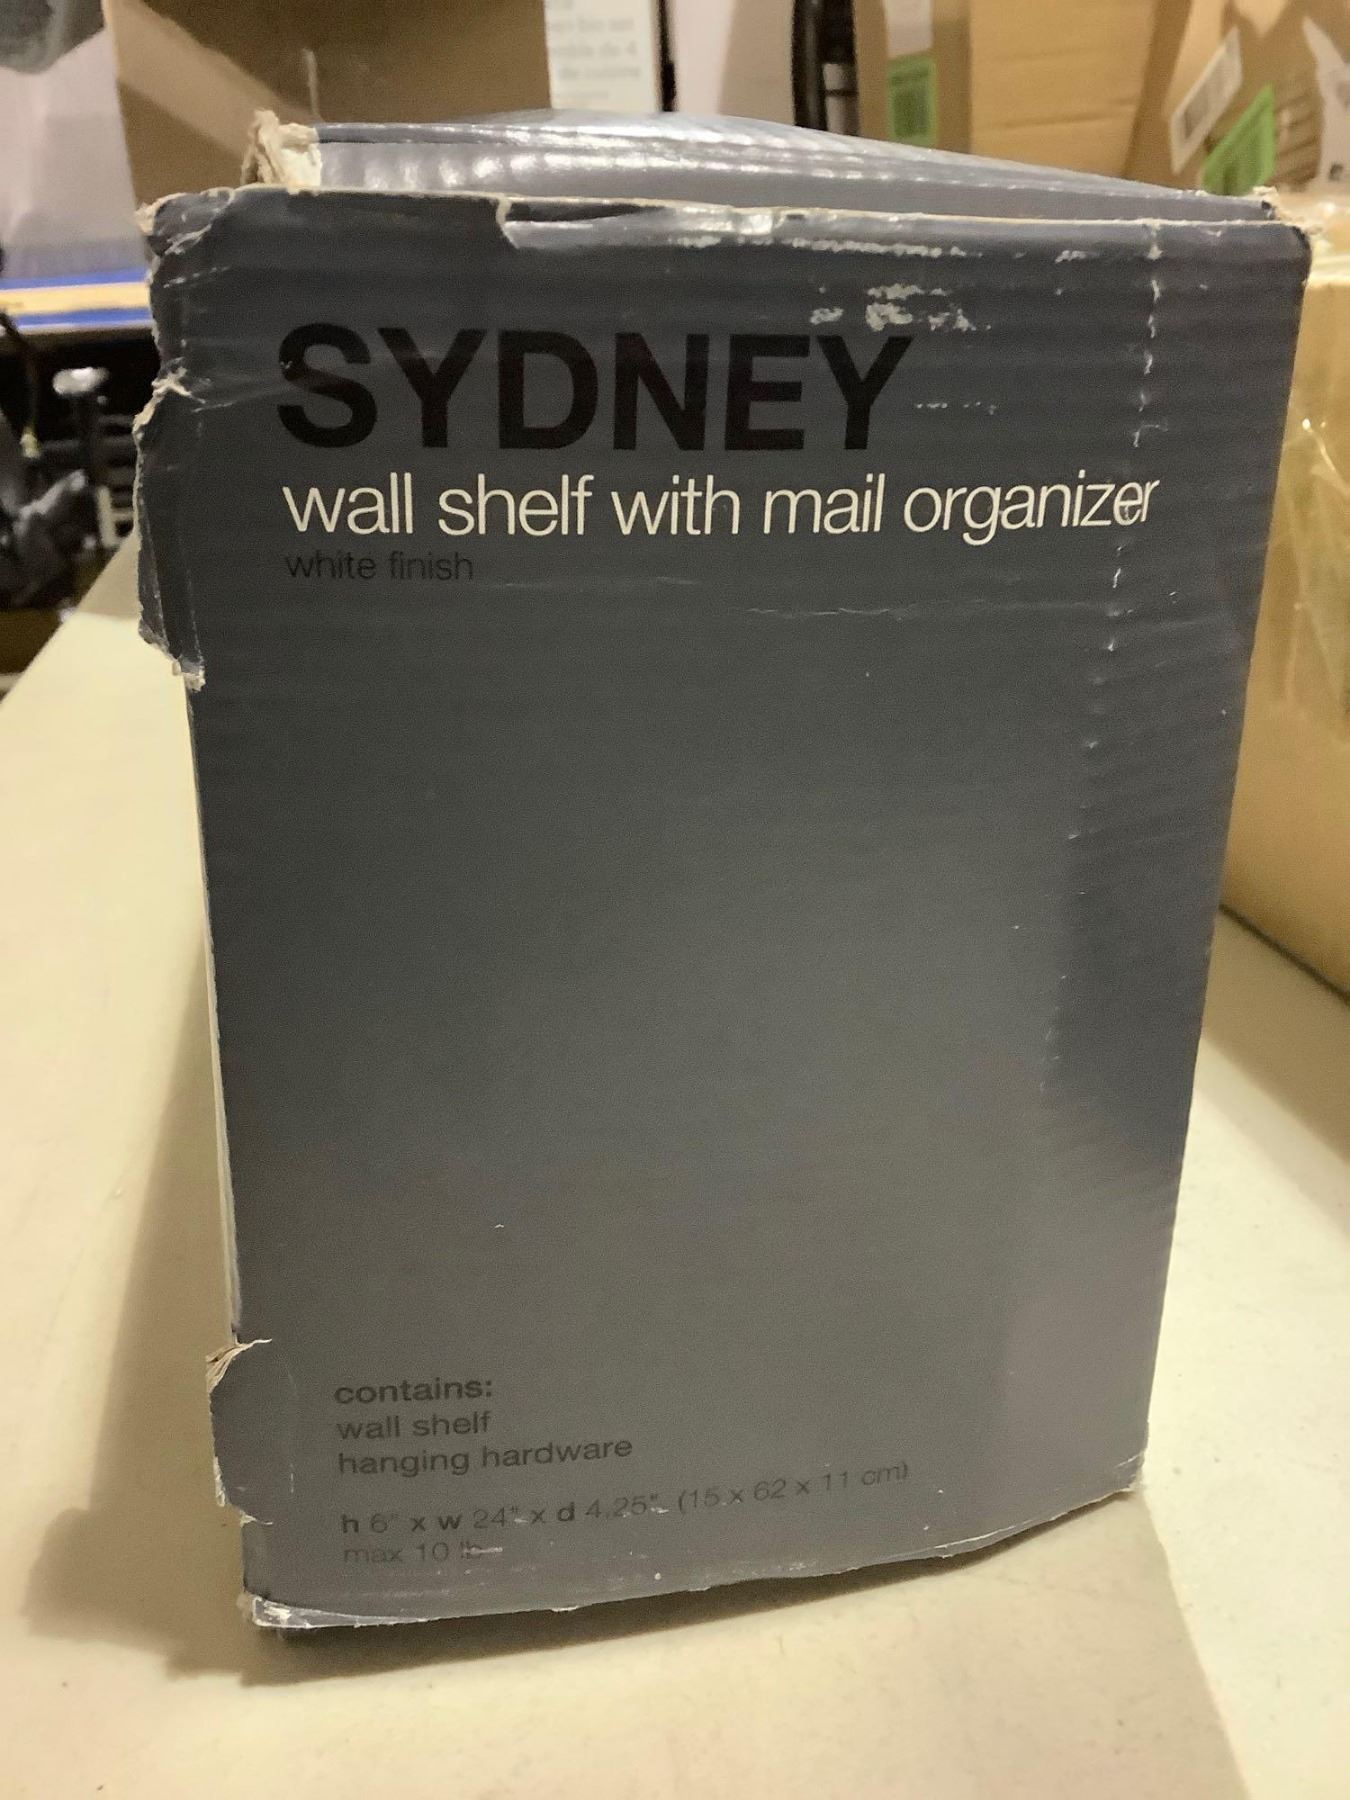 SYDNEY
wall shelf with mail organizer
white finish
contains:
wall shelf
hanging hardware
h 6" x w 24" x d 4.25" (15 x 62 x 11 cm)
max 10 lb